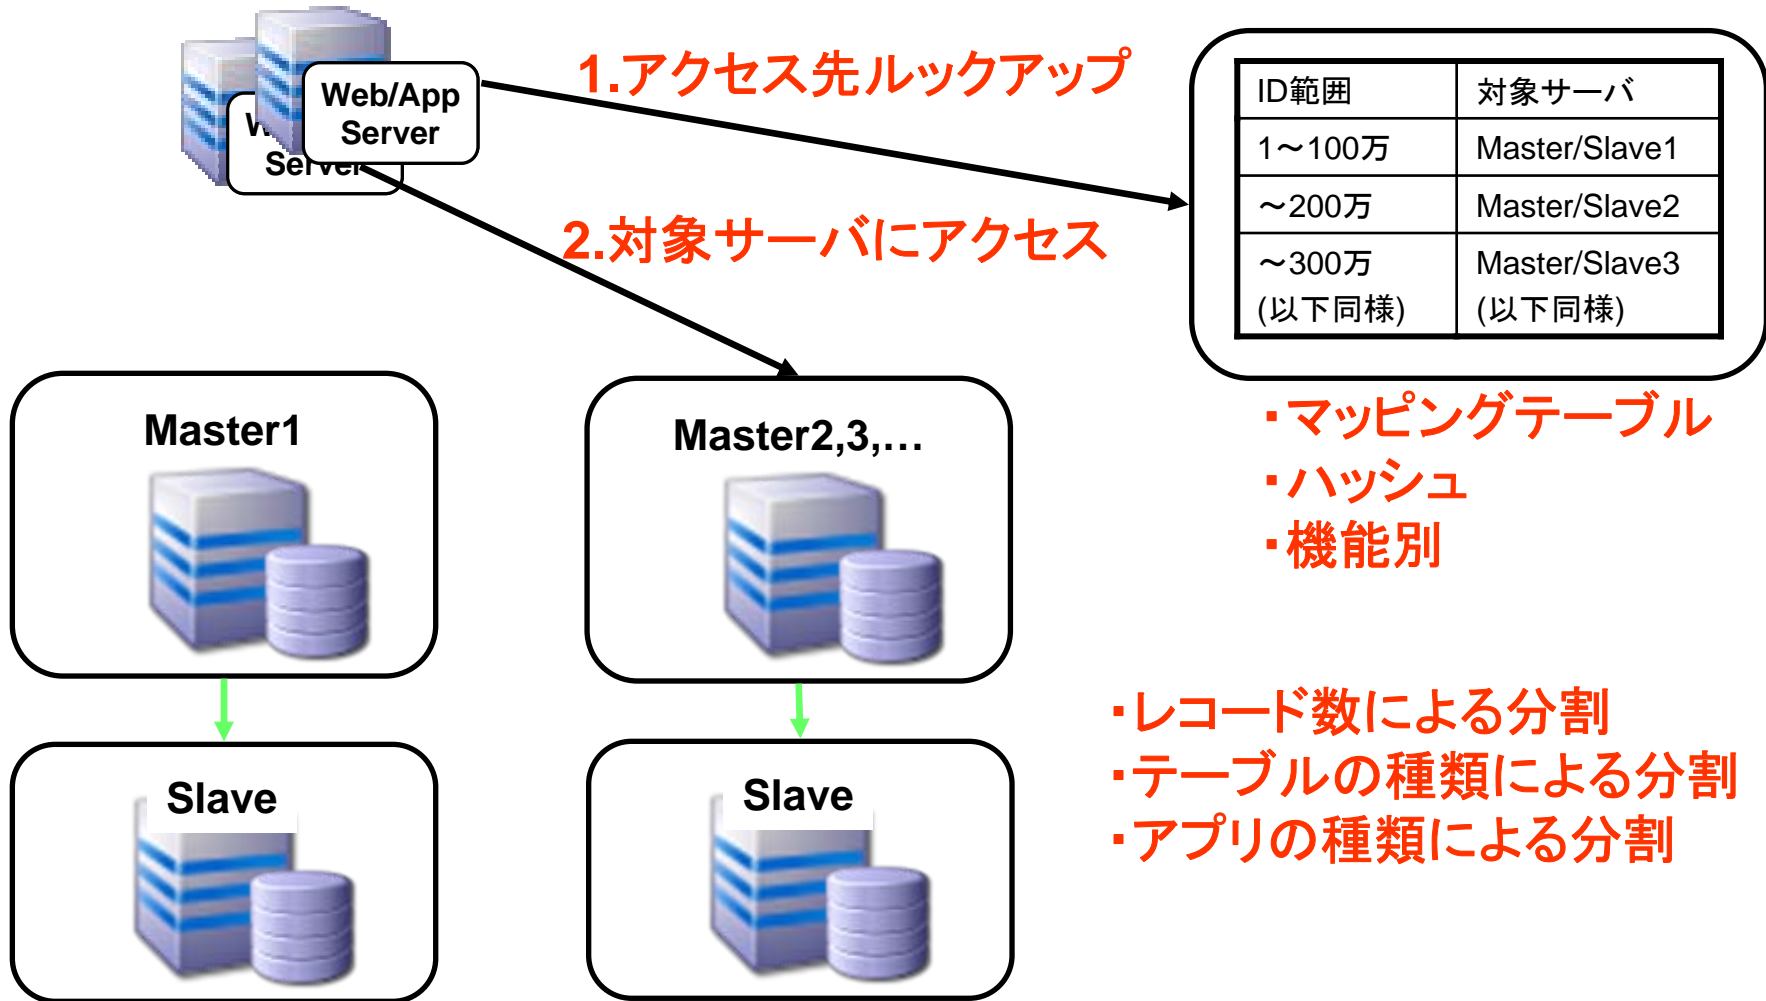 Web/App
Server
Server
1.アクセス先ルックアップ
2.対象サーバにアクセス
ID範囲 対象サーバ
1~100万 Master/Slave1
~200万 Master/Slave2
~300万 Master/Slave3
(以下同様) (以下同様)
・マッピングテーブル
・ハッシュ
・機能別
Master1
Master2,3,…
Slave
Slave
・レコード数による分割
・テーブルの種類による分割
・アプリの種類による分割